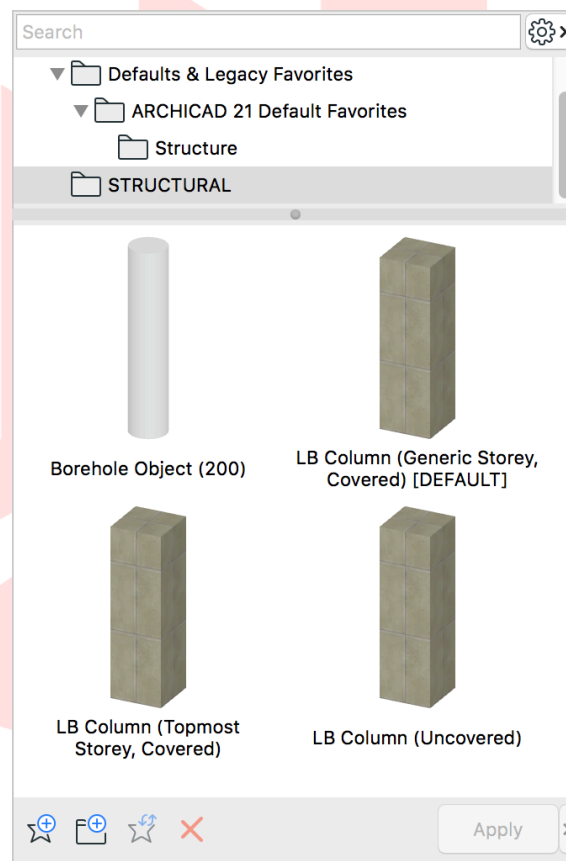 Search
Defaults & Legacy Favorites
ARCHICAD 21 Default Favorites
Structure
STRUCTURAL
Borehole Object (200)
LB Column (Generic Storey,
Covered) [DEFAULT]
LB Column (Topmost
Storey, Covered)
LB Column (Uncovered)
Apply